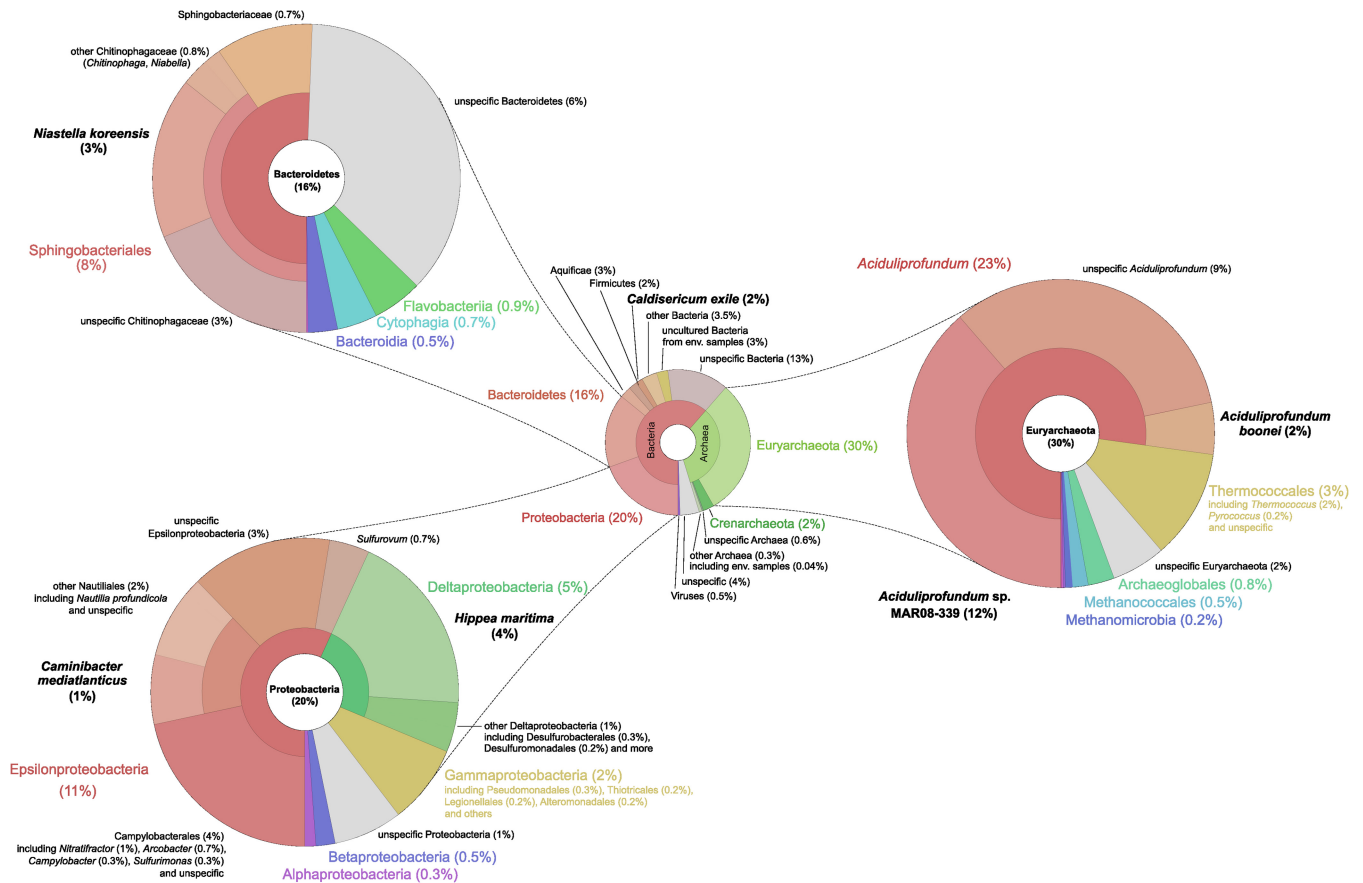 Sphingobacteriaceae (0.7%)
other Chitinophagaceae (0.8%)
(Chitinophaga, Niabella)
Niastella koreensis
(3%)
unspecific Bacteroidetes (6%)
Bacteroidetes
(16%)
Sphingobacteriales
(8%)
unspecific Chitinophagaceae (3%)
Flavobacteriia (0.9%)
Cytophagia (0.7%)
Bacteroidia (0.5%)
Aquificae (3%)
Firmicutes (2%)
Caldisericum exile (2%)
other Bacteria (3.5%)
uncultured Bacteria
from env. samples (3%)
unspecific Bacteria (13%)
Bacteroidetes (16%)
Bacteria
Archaea
Euryarchaeota (30%)
Proteobacteria (20%)
Crenarchaeota (2%)
unspecific Archaea (0.6%)
other Archaea (0.3%)
including env. samples (0.04%)
unspecific (4%)
Viruses (0.5%)
Aciduliprofundum (23%)
unspecific Aciduliprofundum (9%)
Euryarchaeota
(30%)
Aciduliprofundum
boonei (2%)
Thermococcales (3%)
including Thermococcus (2%),
Pyrococcus (0.2%)
and unspecific
unspecific Euryarchaeota (2%)
Archaeoglobales (0.8%)
Methanococcales (0.5%)
Methanomicrobia (0.2%)
Aciduliprofundum sp.
MAR08-339 (12%)
unspecific
Epsilonproteobacteria (3%)
Sulfurovum (0.7%)
other Nautiliales (2%)
including Nautilia profundicola
and unspecific
Deltaproteobacteria (5%)
Hippea maritima
(4%)
Caminibacter
mediatlanticus
(1%)
Proteobacteria
(20%)
other Deltaproteobacteria (1%)
including Desulfurobacterales (0.3%),
Desulfuromonadales (0.2%) and more
Epsilonproteobacteria
(11%)
Gammaproteobacteria (2%)
including Pseudomonadales (0.3%), Thiotricales (0.2%),
Legionellales (0.2%), Alteromonadales (0.2%)
and others
unspecific Proteobacteria (1%)
Campylobacterales (4%)
including Nitratifractor (1%), Arcobacter (0.7%),
Campylobacter (0.3%), Sulfurimonas (0.3%)
and unspecific
Betaproteobacteria (0.5%)
Alphaproteobacteria (0.3%)